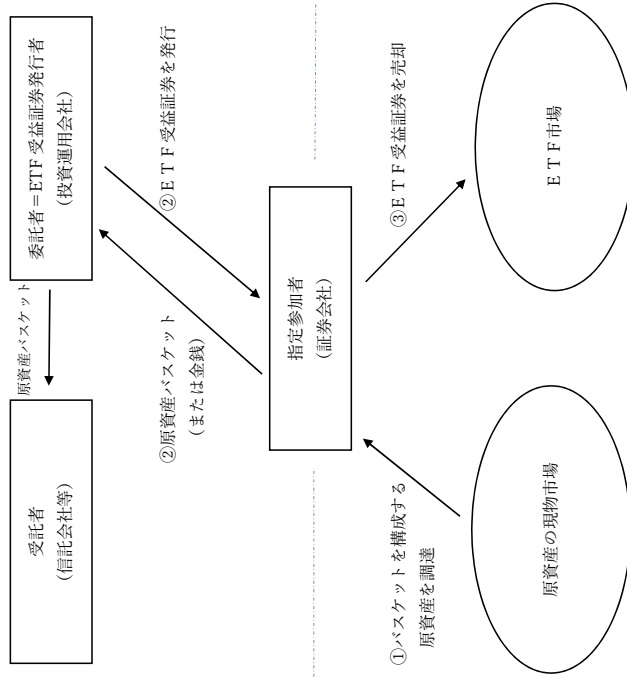 受託者
(信託会社等)
原資産バスケット
委託者＝ETF 受益証券発行者
(投資運用会社)
②原資産バスケット
(または金銭)
②ＥＴＦ受益証券を発行
指定参加者
(証券会社)
①バスケットを構成する
原資産を調達
③ＥＴＦ受益証券を売却
原資産の現物市場
ＥＴＦ市場